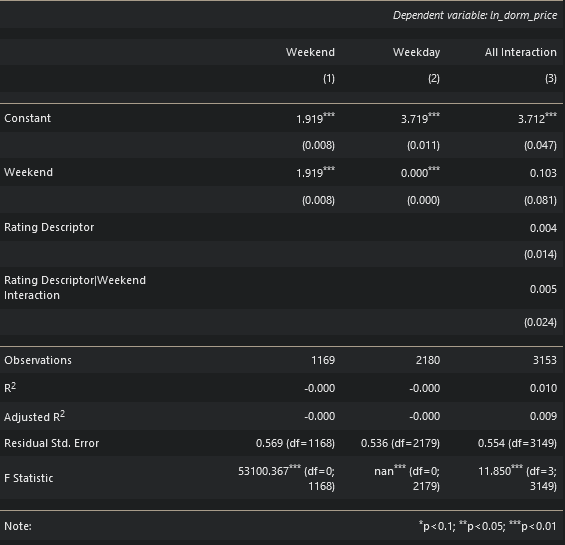 Dependent variable: ln_dorm_price
Weekend Weekday All Interaction
(1) (2) (3)
Constant 1.919*** 3.719*** 3.712***
(0.008) (0.011) (0.047)
Weekend 1.919*** 0.000*** 0.103
(0.008) (0.000) (0.081)
Rating Descriptor 0.004
(0.014)
Rating Descriptor|Weekend
Interaction 0.005
(0.024)
Observations 1169 2180 3153
R2 -0.000 -0.000 0.010
Adjusted R2 -0.000 -0.000 0.009
Residual Std. Error 0.569 (df=1168) 0.536 (df=2179) 0.554 (df=3149)
F Statistic 53100.367*** (df=0; nan*** (df=0; 11.850*** (df=3;
1168) 2179) 3149)
Note: *p<0.1; **p<0.05; ***p<0.01